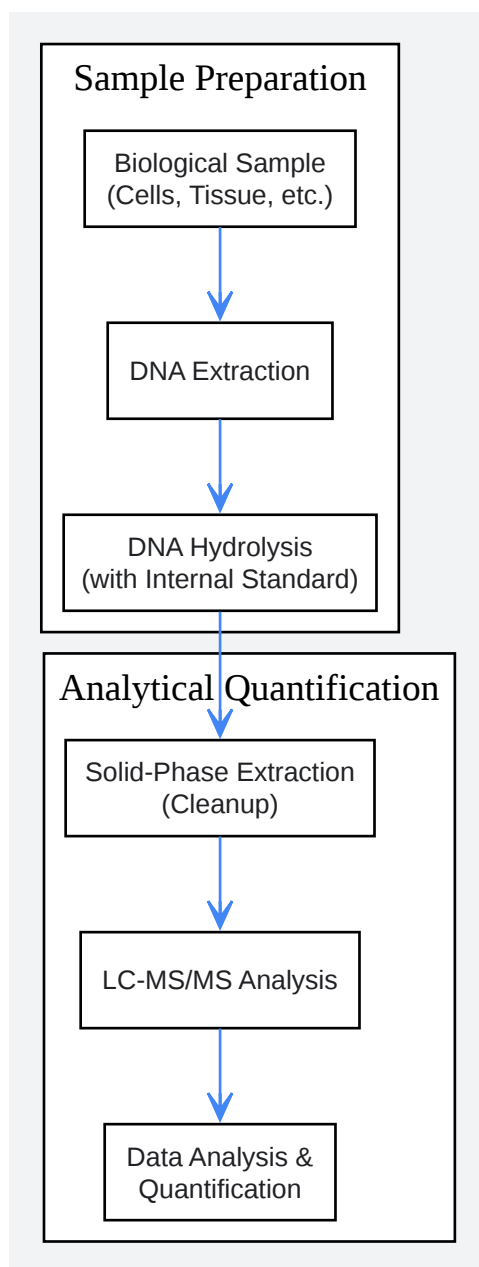 Sample Preparation
Biological Sample
(Cells, Tissue, etc.)
DNA Extraction
DNA Hydrolysis
(with Internal Standard)
Analytical Quantification
Solid-Phase Extraction
(Cleanup)
LC-MS/MS Analysis
Data Analysis &
Quantification